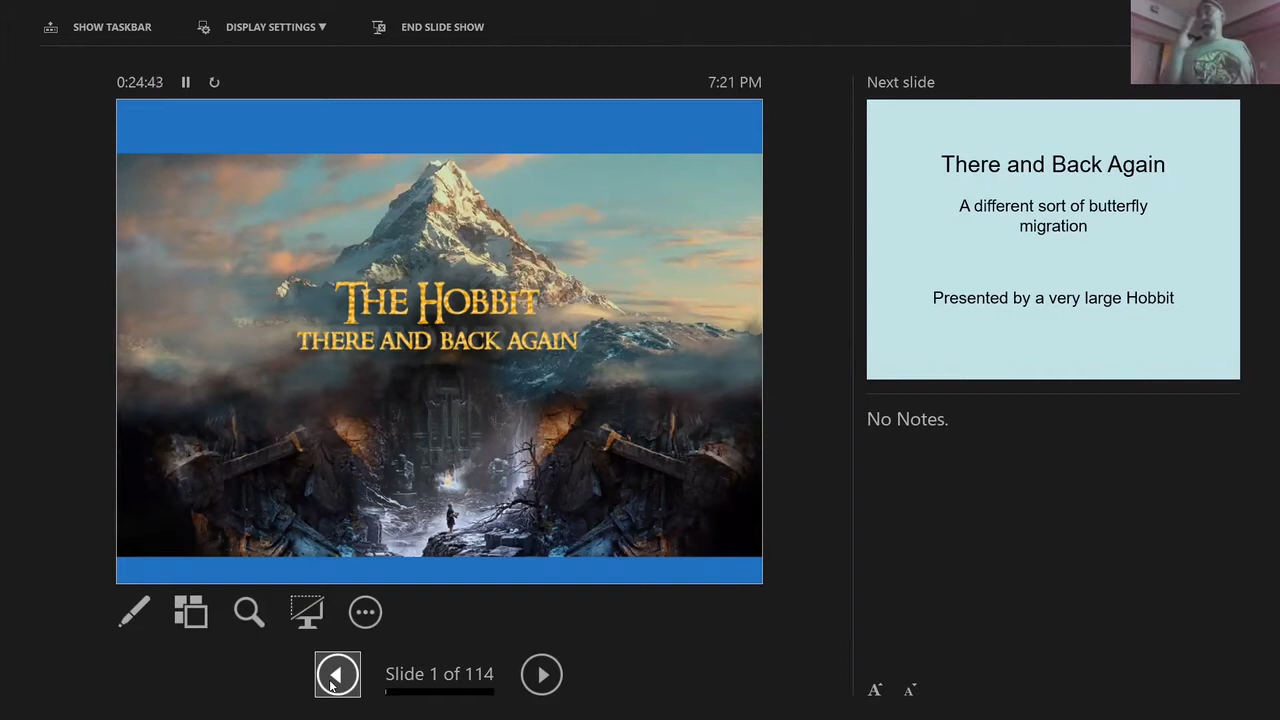 SHOW TASKBAR
DISPLAY SETTINGS ▼
END SLIDE SHOW
0:24:43
7:21 PM
Next slide
THE HOBBIT
THERE AND BACK AGAIN
There and Back Again
A different sort of butterfly
migration
Presented by a very large Hobbit
No Notes.
Slide 1 of 114
A A